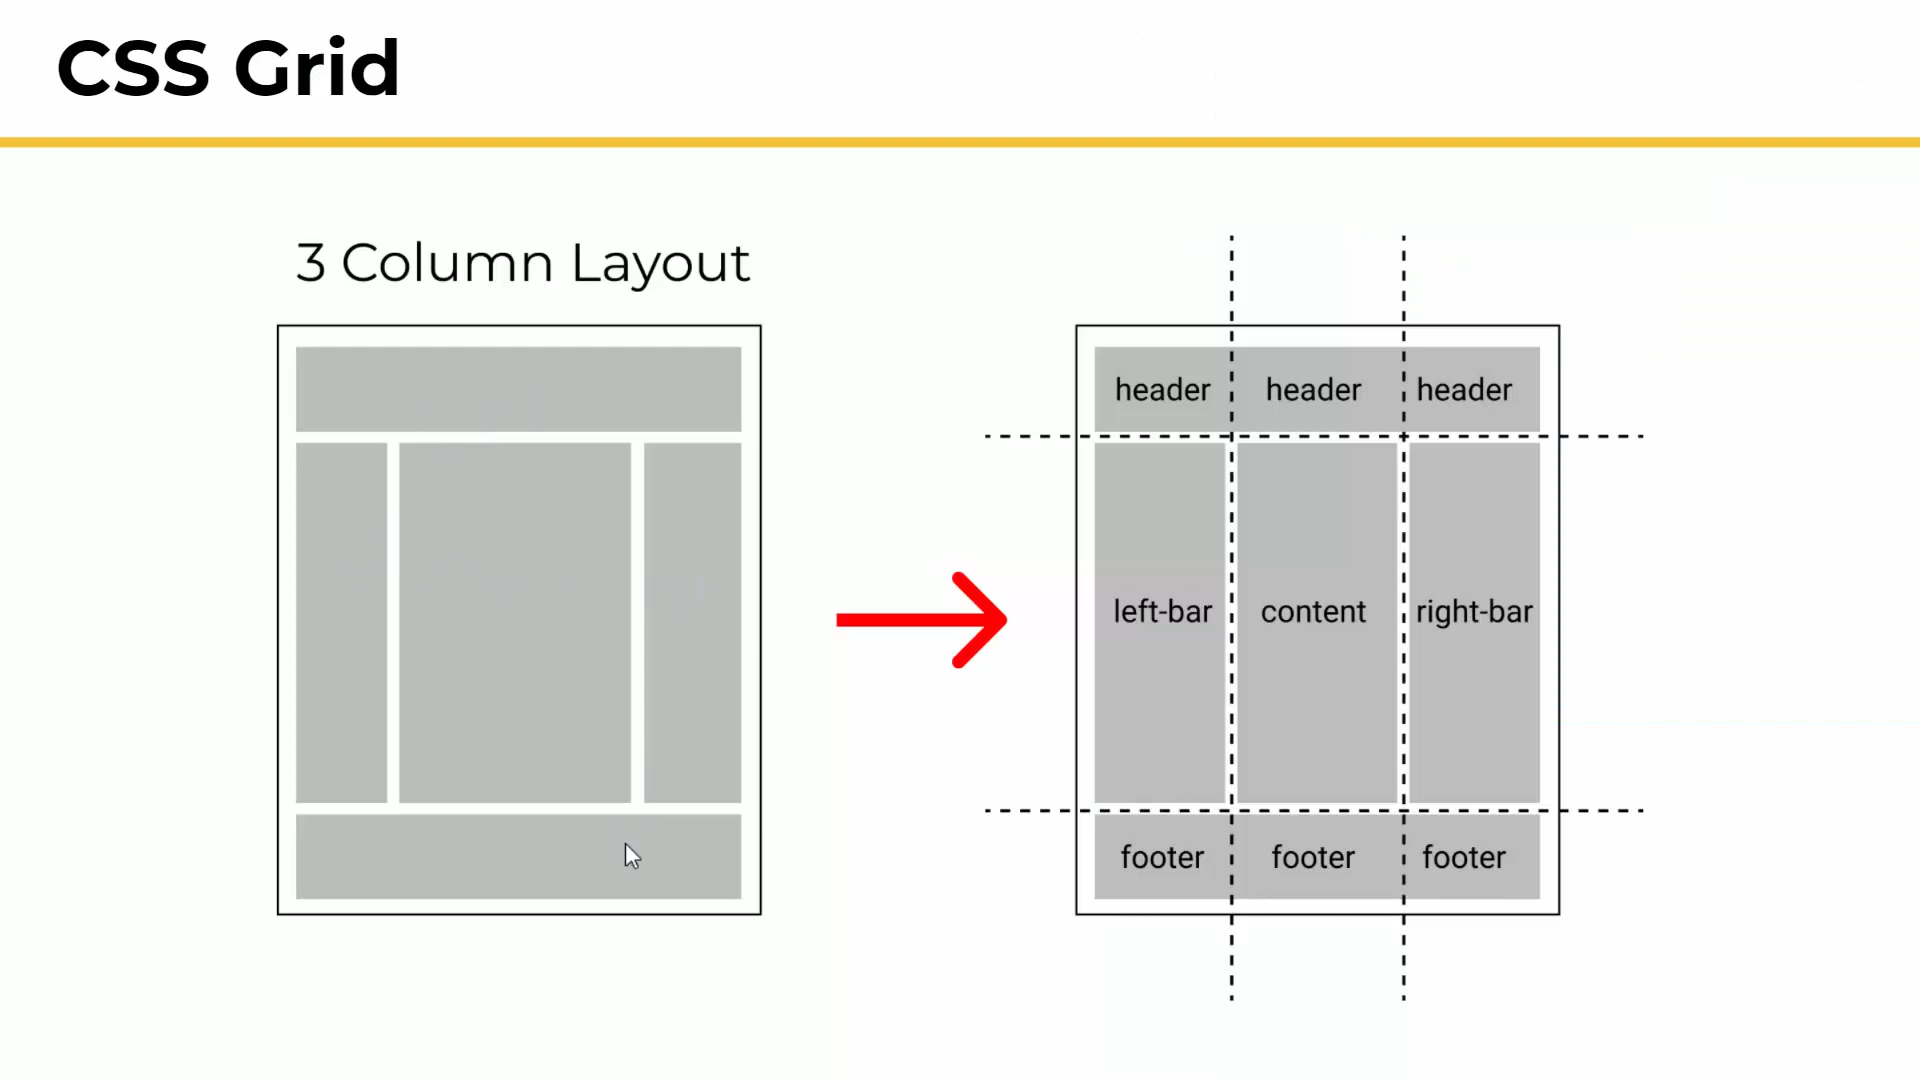 CSS Grid
3 Column Layout
header header header
left-bar content right-bar
footer footer footer